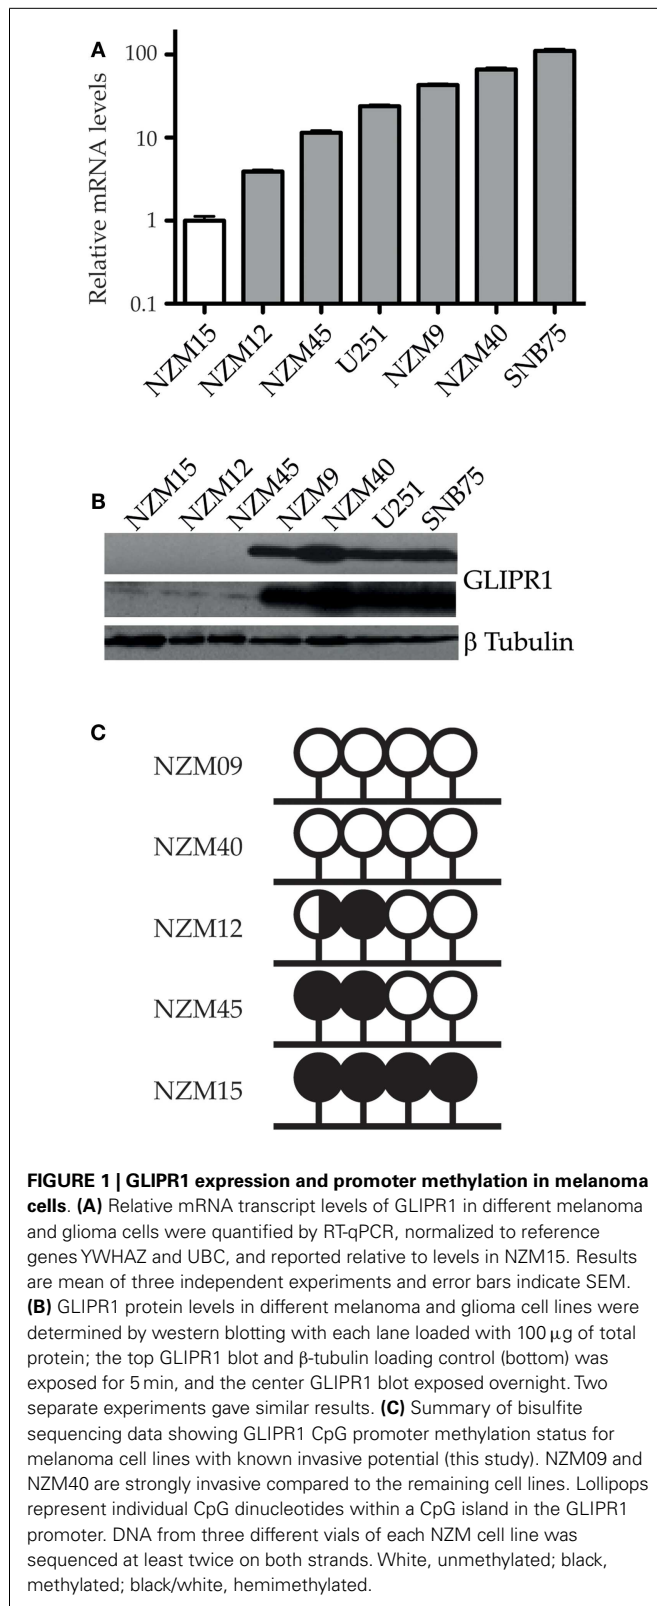 A
Relative mRNA levels
100
10
1
0.1
NZM15
NZM12
NZM45
U251
NZM9
NZM40
SNB75
B
NZM15
NZM12
NZM45
NZM9
NZM40
U251
SNB75
GLIPR1
β Tubulin
C
NZM09
NZM40
NZM12
NZM45
NZM15
FIGURE 1 | GLIPR1 expression and promoter methylation in melanoma
cells. (A) Relative mRNA transcript levels of GLIPR1 in different melanoma
and glioma cells were quantified by RT-qPCR, normalized to reference
genes YWHAZ and UBC, and reported relative to levels in NZM15. Results
are mean of three independent experiments and error bars indicate SEM.
(B) GLIPR1 protein levels in different melanoma and glioma cell lines were
determined by western blotting with each lane loaded with 100 μg of total
protein; the top GLIPR1 blot and β-tubulin loading control (bottom) was
exposed for 5 min, and the center GLIPR1 blot exposed overnight. Two
separate experiments gave similar results. (C) Summary of bisulfite
sequencing data showing GLIPR1 CpG promoter methylation status for
melanoma cell lines with known invasive potential (this study). NZM09 and
NZM40 are strongly invasive compared to the remaining cell lines. Lollipops
represent individual CpG dinucleotides within a CpG island in the GLIPR1
promoter. DNA from three different vials of each NZM cell line was
sequenced at least twice on both strands. White, unmethylated; black,
methylated; black/white, hemimethylated.